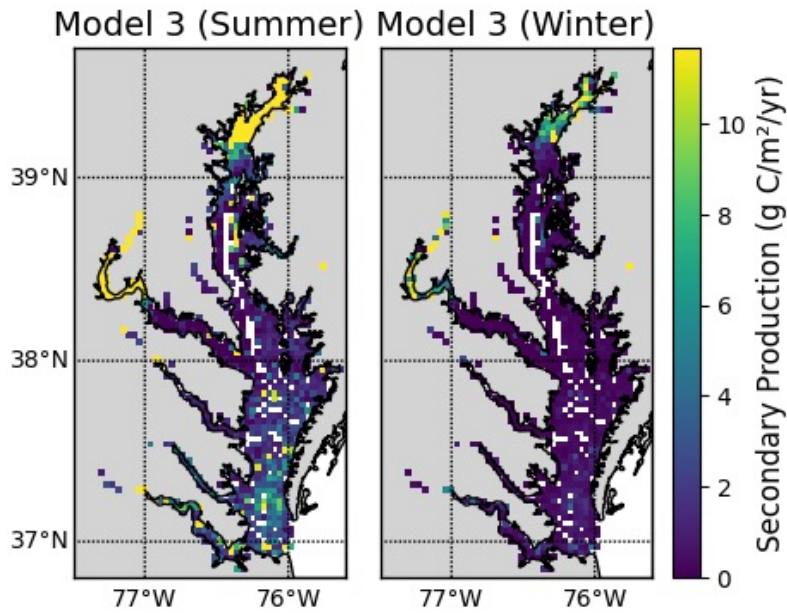 Model 3 (Summer) Model 3 (Winter)
39°N
38°N
37°N
77°W 76°W 77°W 76°W
10
8
6
4
2
0
Secondary Production (g C/m²/yr)